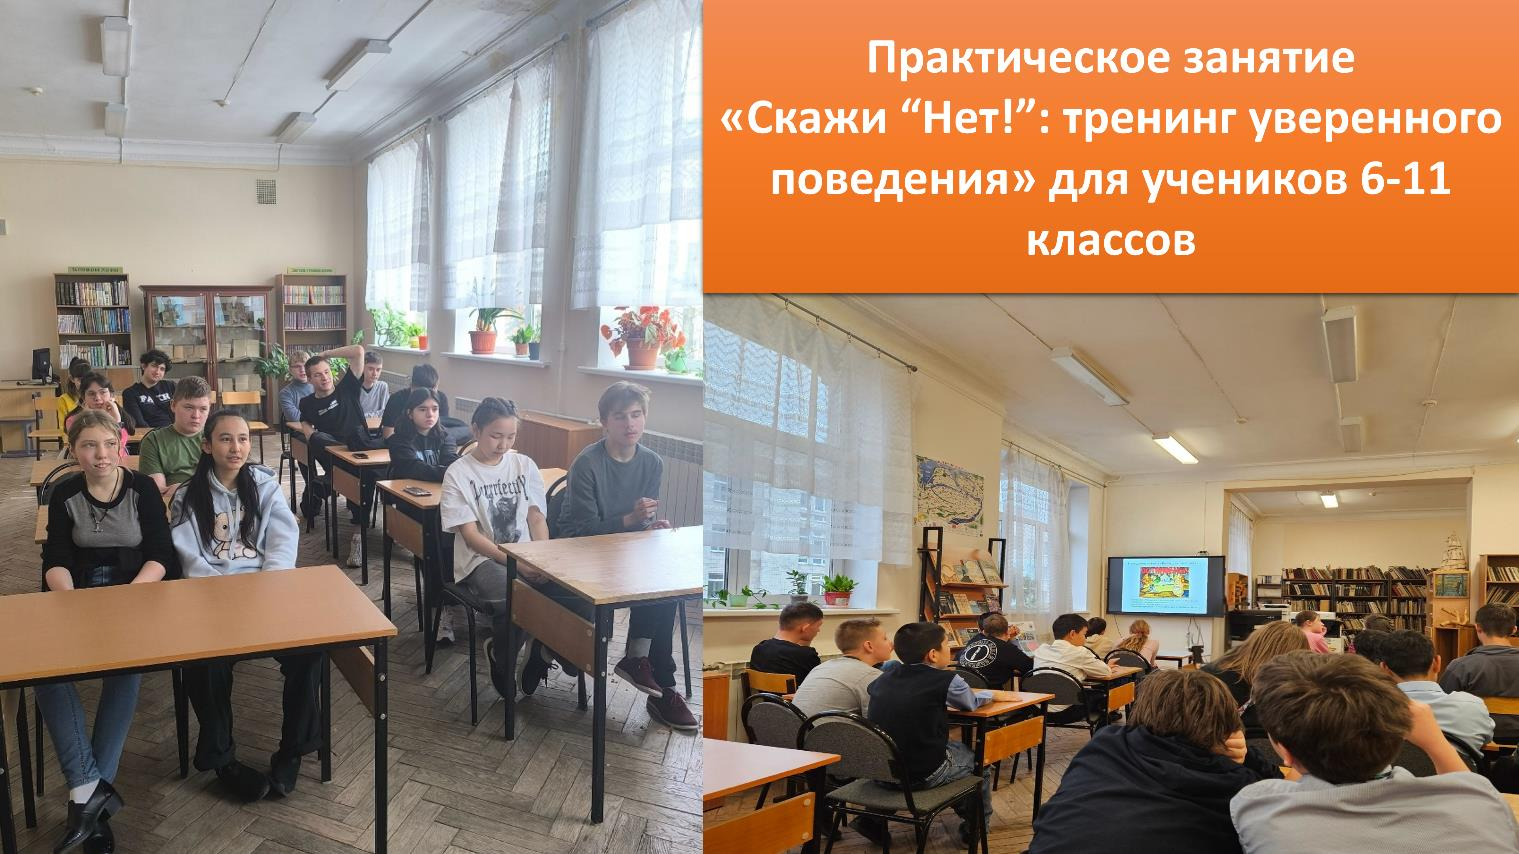 Практическое занятие
«Скажи “Нет!”: тренинг уверенного
поведения» для учеников 6-11
классов